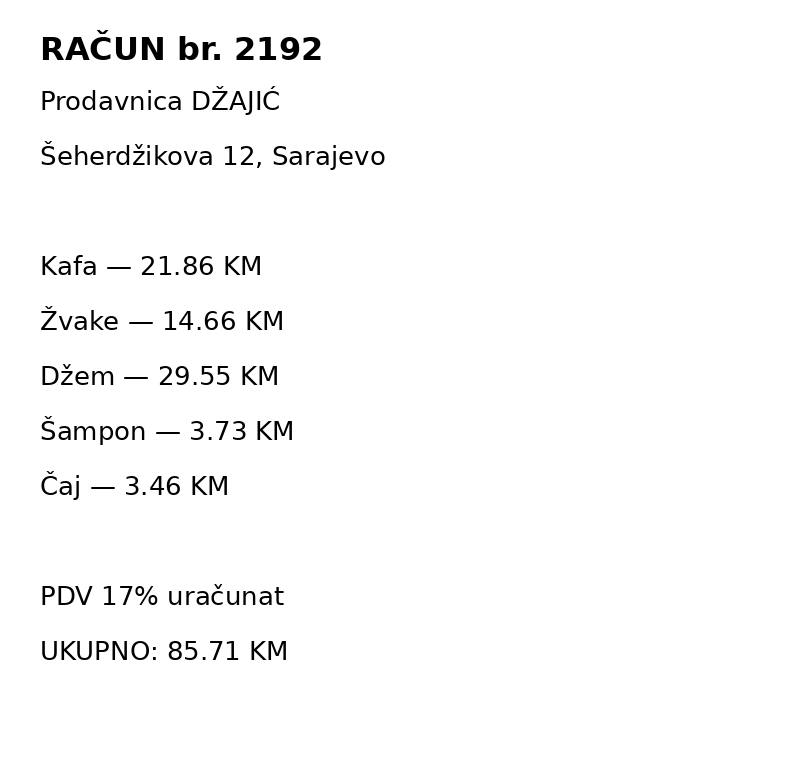 RAČUN br. 2192
Prodavnica DŽAJIĆ
Šeherdžikova 12, Sarajevo
Kafa — 21.86 KM
Žvake — 14.66 KM
Džem — 29.55 KM
Šampon — 3.73 KM
Čaj — 3.46 KM
PDV 17% uračunat
UKUPNO: 85.71 KM